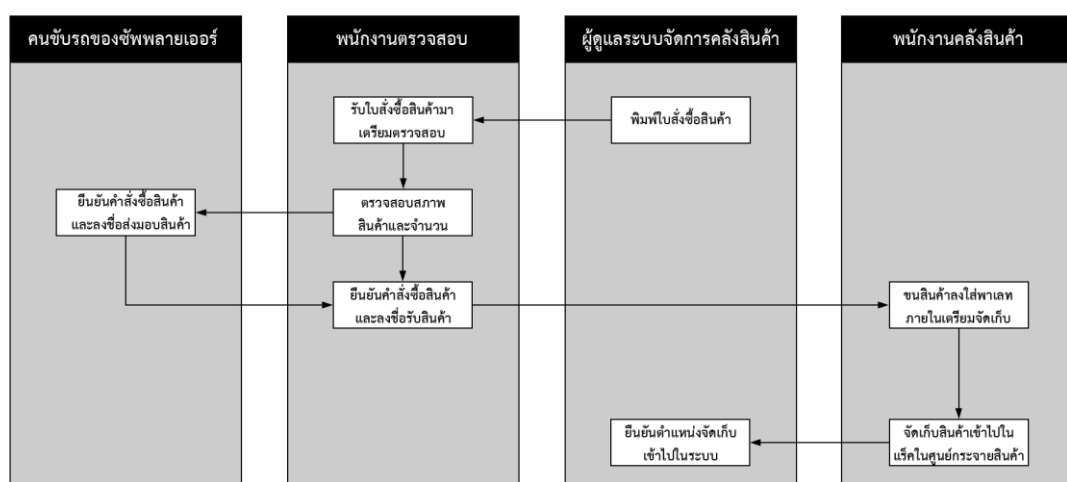 คนขับรถของซัพพลายเออร์
พนักงานตรวจสอบ
ผู้ดูแลระบบจัดการคลังสินค้า
พนักงานคลังสินค้า
รับใบสั่งซื้อสินค้ามา
เตรียมตรวจสอบ
พิมพ์ใบสั่งซื้อสินค้า
ยืนยันคำสั่งซื้อสินค้า
และลงชื่อส่งมอบสินค้า
ตรวจสอบสภาพ
สินค้าและจำนวน
ยืนยันคำสั่งซื้อสินค้า
และลงชื่อรับสินค้า
ขนสินค้าลงใส่พาเลท
ภายในเตรียมจัดเก็บ
ยืนยันตำแหน่งจัดเก็บ
เข้าไปในระบบ
จัดเก็บสินค้าเข้าไปใน
แร็คในศูนย์กระจายสินค้า